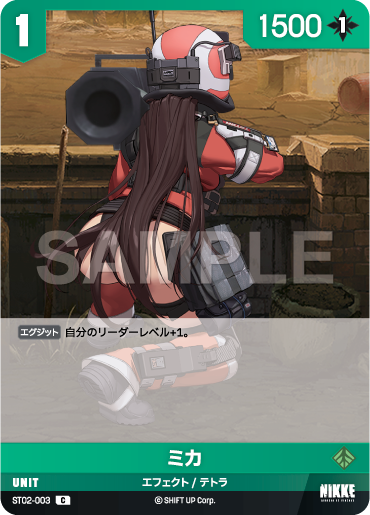 1
1500 1
SAMPLE
エグジット 自分のリーダーレベル+1。
ミカ
UNIT
エフェクト / テトラ
ST02-003 C
© SHIFT UP Corp.
NIKKE